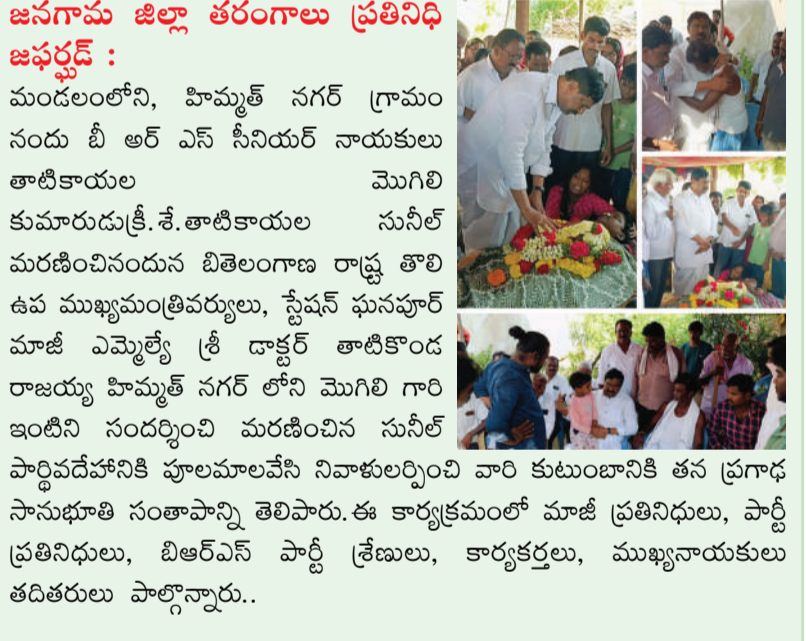 జనగామ జిల్లా తరంగాలు ప్రతినిధి
జఫర్ఘడ్ :
మండలంలోని, హిమ్మత్ నగర్ గ్రామం
నందు బీ అర్ ఎస్ సీనియర్ నాయకులు
తాటికాయల మొగిలి
కుమారుడుక్రీ.శే.తాటికాయల సునీల్
మరణించినందున బితెలంగాణ రాష్ట్ర తొలి
ఉప ముఖ్యమంత్రివర్యులు, స్టేషన్ ఘనపూర్
మాజీ ఎమ్మెల్యే శ్రీ డాక్టర్ తాటికొండ
రాజయ్య హిమ్మత్ నగర్ లోని మొగిలి గారి
ఇంటిని సందర్శించి మరణించిన సునీల్
పార్థివదేహానికి పూలమాలవేసి నివాళులర్పించి వారి కుటుంబానికి తన ప్రగాఢ
సానుభూతి సంతాపాన్ని తెలిపారు.ఈ కార్యక్రమంలో మాజీ ప్రతినిధులు, పార్టీ
ప్రతినిధులు, బిఆర్ఎస్ పార్టీ శ్రేణులు, కార్యకర్తలు, ముఖ్యనాయకులు
తదితరులు పాల్గొన్నారు..